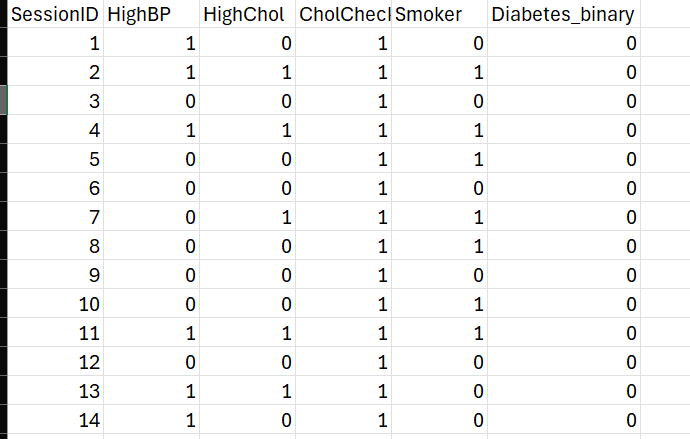 SessionID HighBP HighChol CholChecl Smoker Diabetes_binary
1 1 0 1 0 0
2 1 1 1 1 0
3 0 0 1 0 0
4 1 1 1 1 0
5 0 0 1 1 0
6 0 0 1 0 0
7 0 1 1 1 0
8 0 0 1 1 0
9 0 0 1 0 0
10 0 0 1 1 0
11 1 1 1 1 0
12 0 0 1 0 0
13 1 1 1 0 0
14 1 0 1 0 0